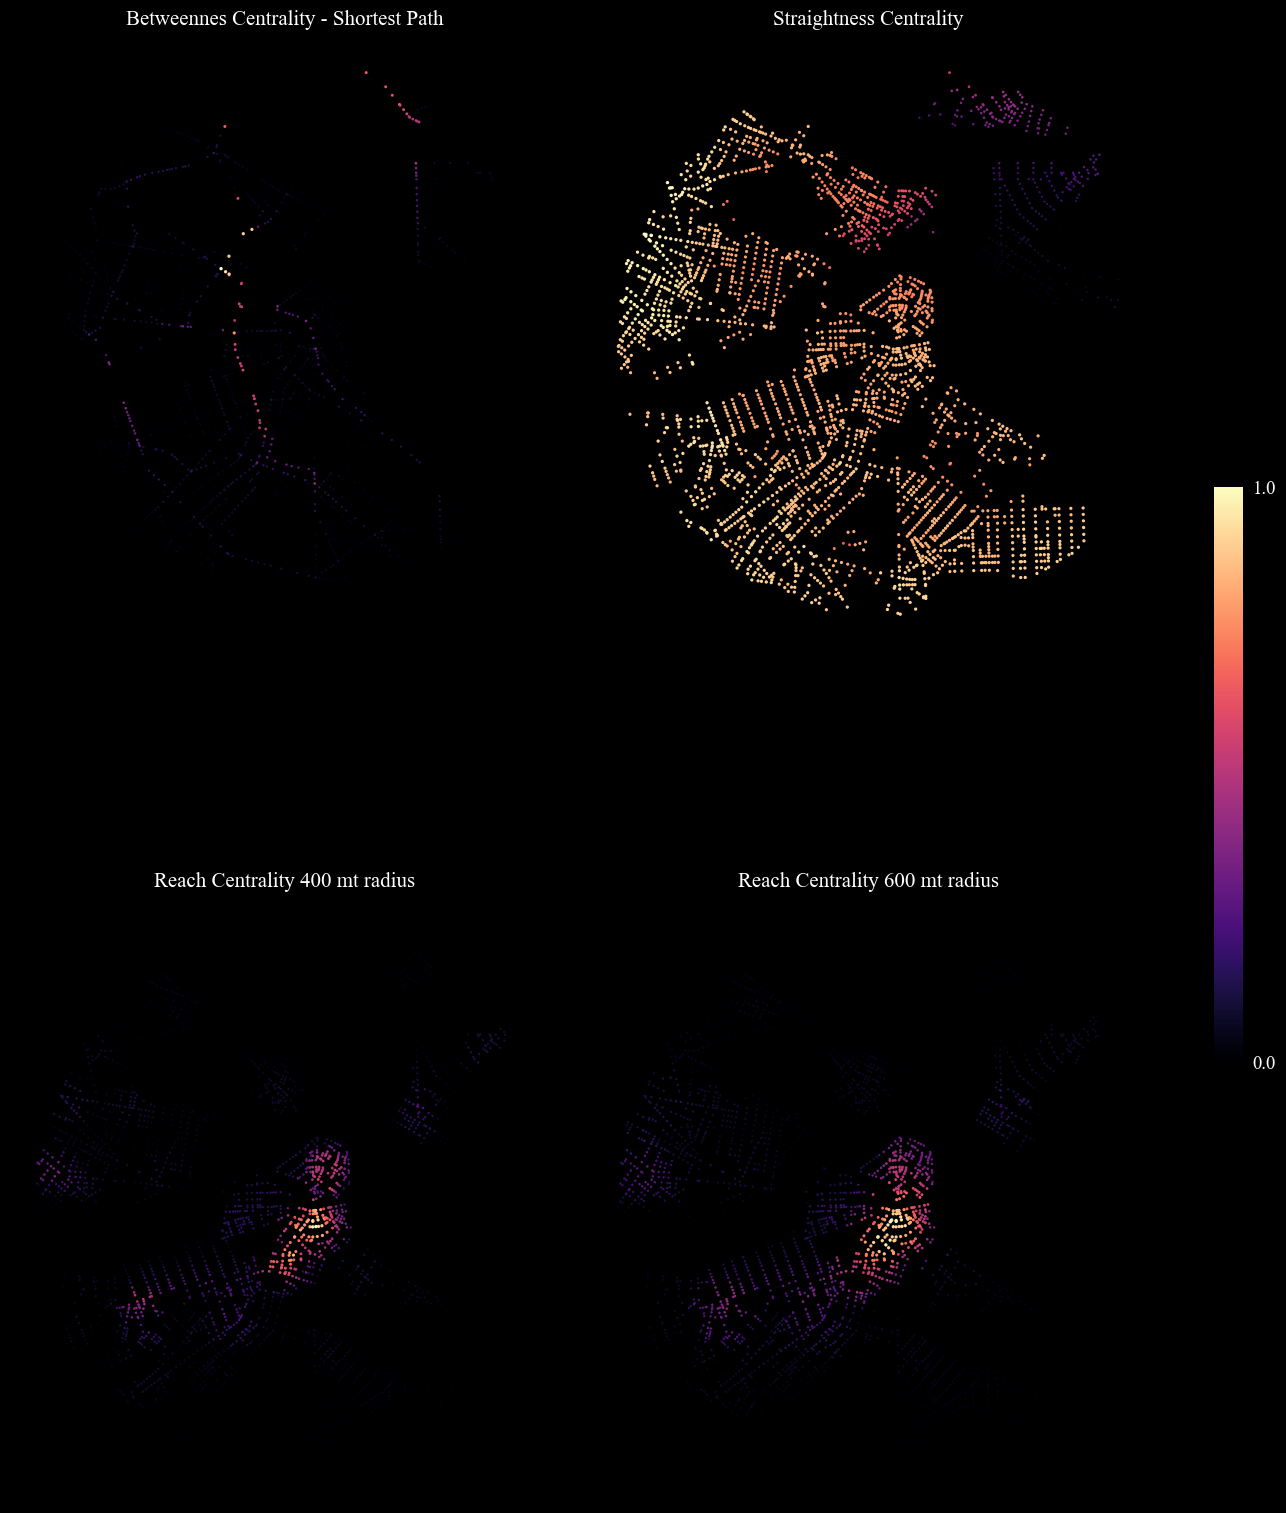 Betweennes Centrality - Shortest Path
Straightness Centrality
1.0
Reach Centrality 400 mt radius
Reach Centrality 600 mt radius
0.0